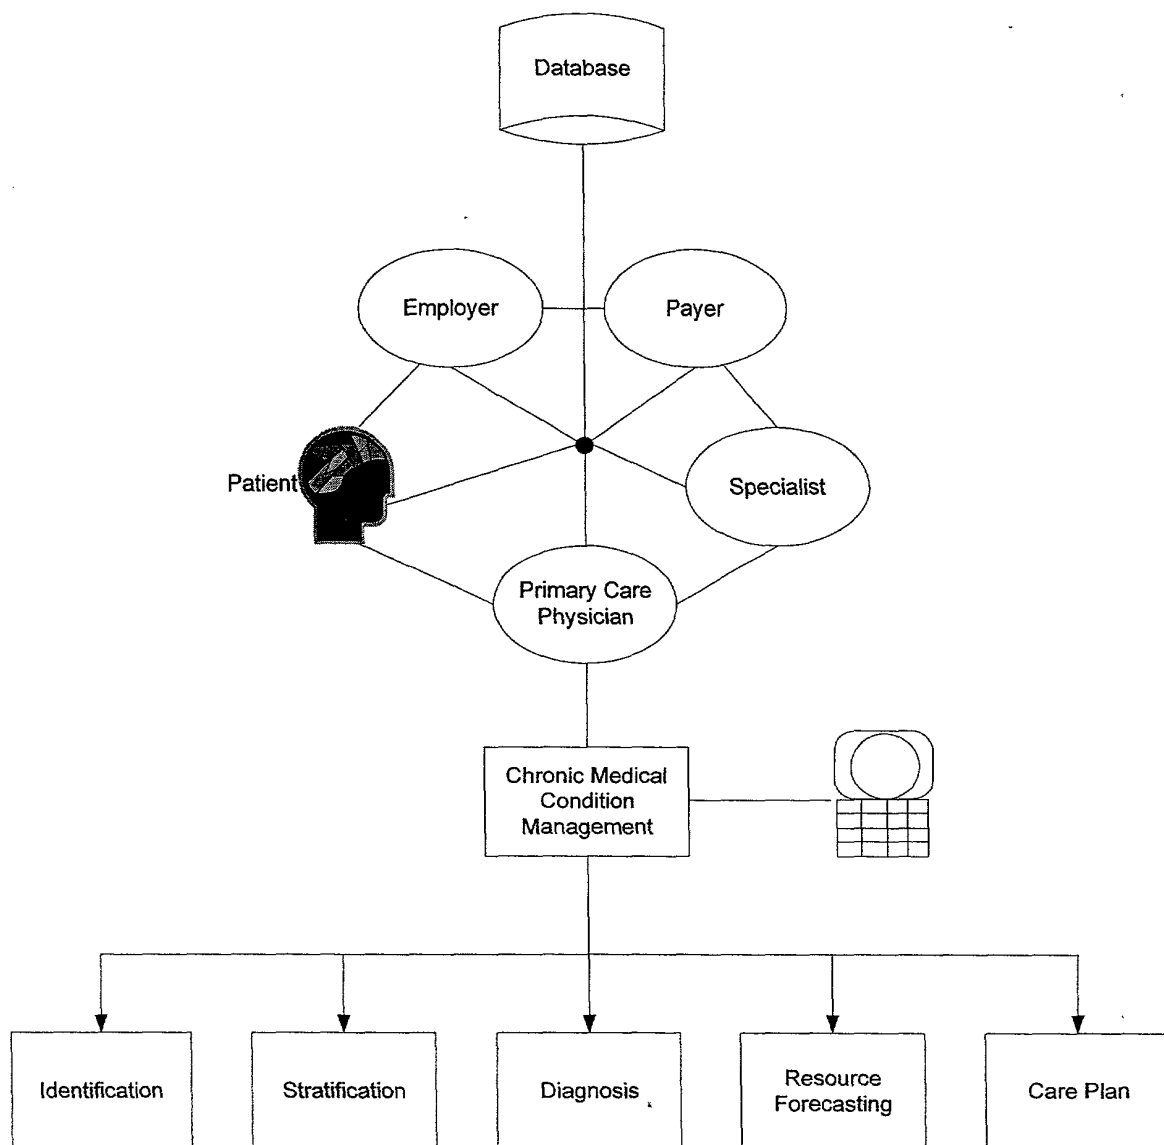 Database
Employer
Payer
Patient
Specialist
Primary Care
Physician
Chronic Medical
Condition
Management
Identification
Stratification
Diagnosis
Resource
Forecasting
Care Plan